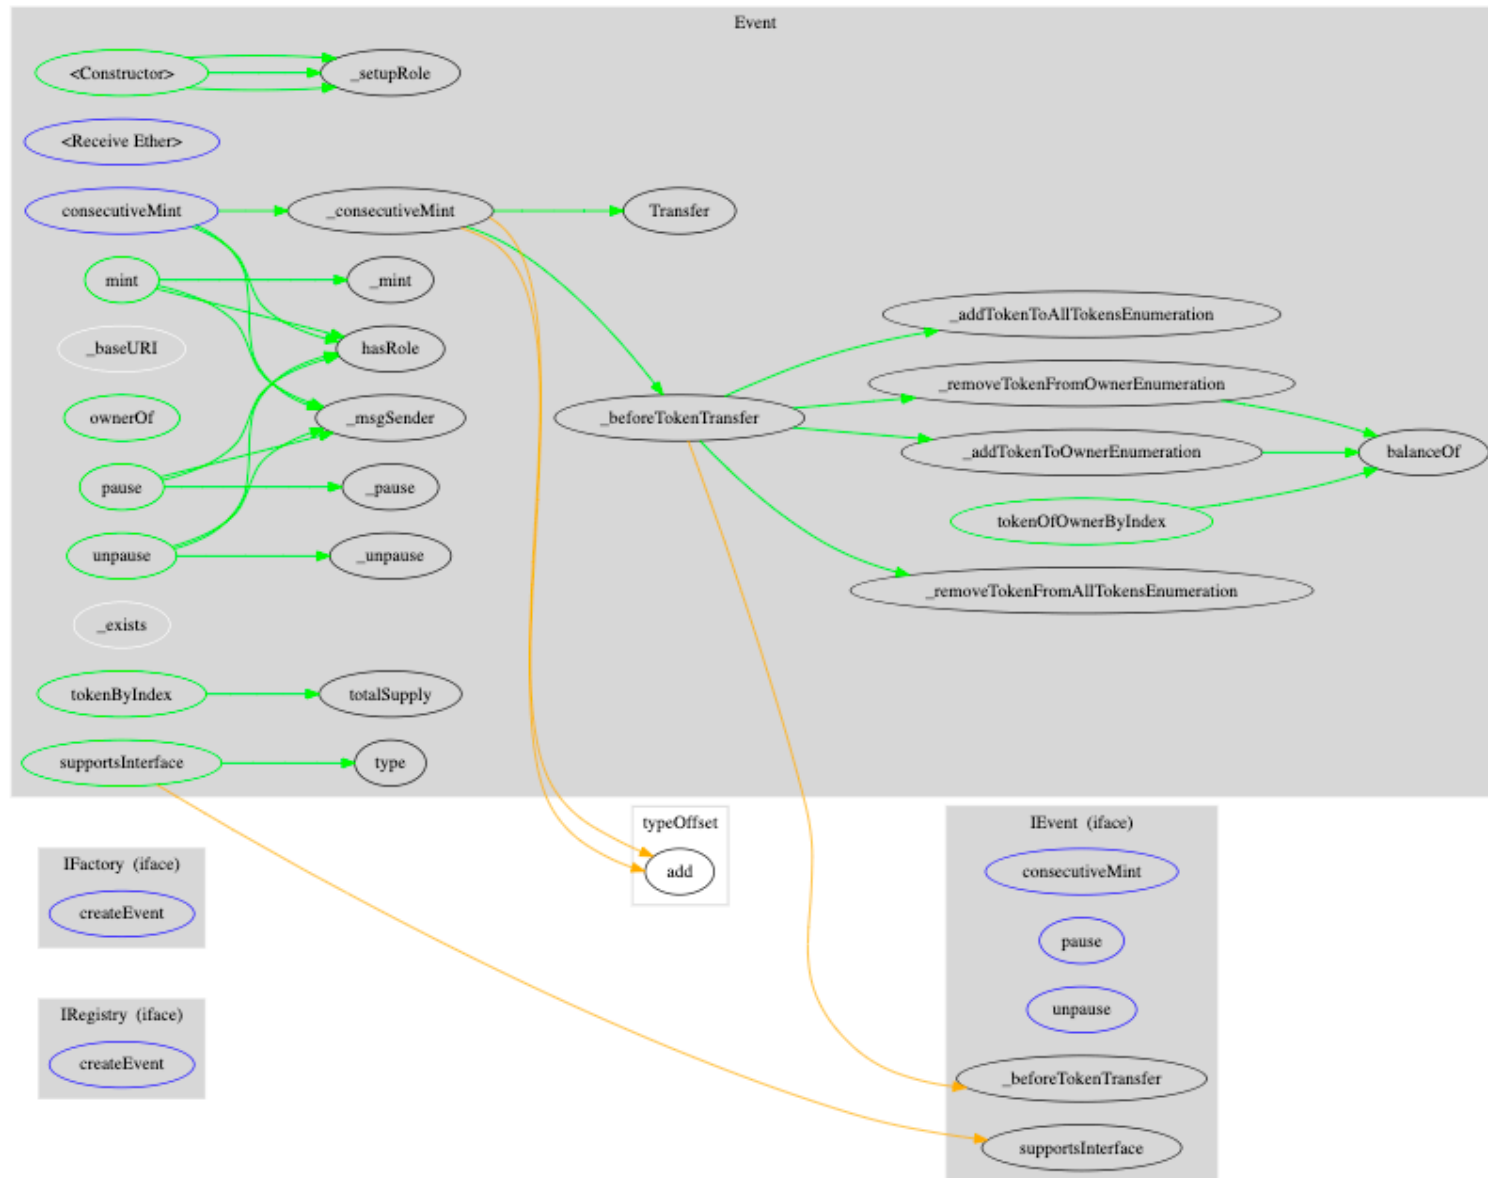 Event
<Constructor>
_setupRole
<Receive Ether>
consecutiveMint
_consecutiveMint
Transfer
mint
_mint
_addTokenToAllTokensEnumeration
_baseURI
hasRole
_removeTokenFromOwnerEnumeration
ownerOf
_msgSender
_beforeTokenTransfer
_addTokenToOwnerEnumeration
balanceOf
pause
_pause
tokenOfOwnerByIndex
unpause
_unpause
_removeTokenFromAllTokensEnumeration
_exists
tokenByIndex
totalSupply
supportsInterface
type
typeOffset
add
IEvent (iface)
consecutiveMint
pause
unpause
_beforeTokenTransfer
supportsInterface
IFactory (iface)
createEvent
IRegistry (iface)
createEvent